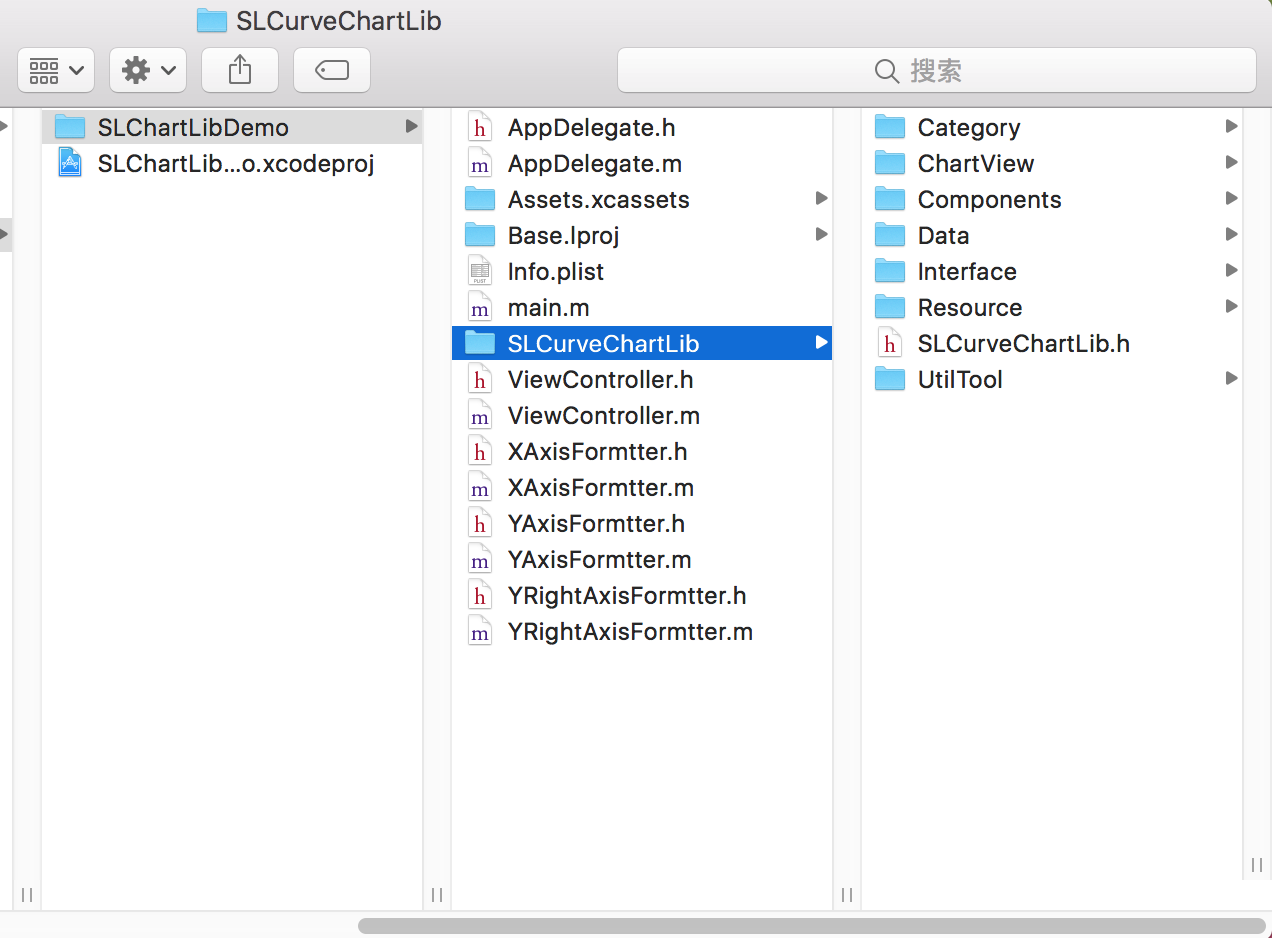 SLCurveChartLib
搜索
SLChartLibDemo
SLChartLib...o.xcodeproj
AppDelegate.h
AppDelegate.m
Assets.xcassets
Base.lproj
Info.plist
main.m
SLCurveChartLib
ViewController.h
ViewController.m
XAxisFormtter.h
XAxisFormtter.m
YAxisFormtter.h
YAxisFormtter.m
YRightAxisFormtter.h
YRightAxisFormtter.m
Category
ChartView
Components
Data
Interface
Resource
SLCurveChartLib.h
UtilTool